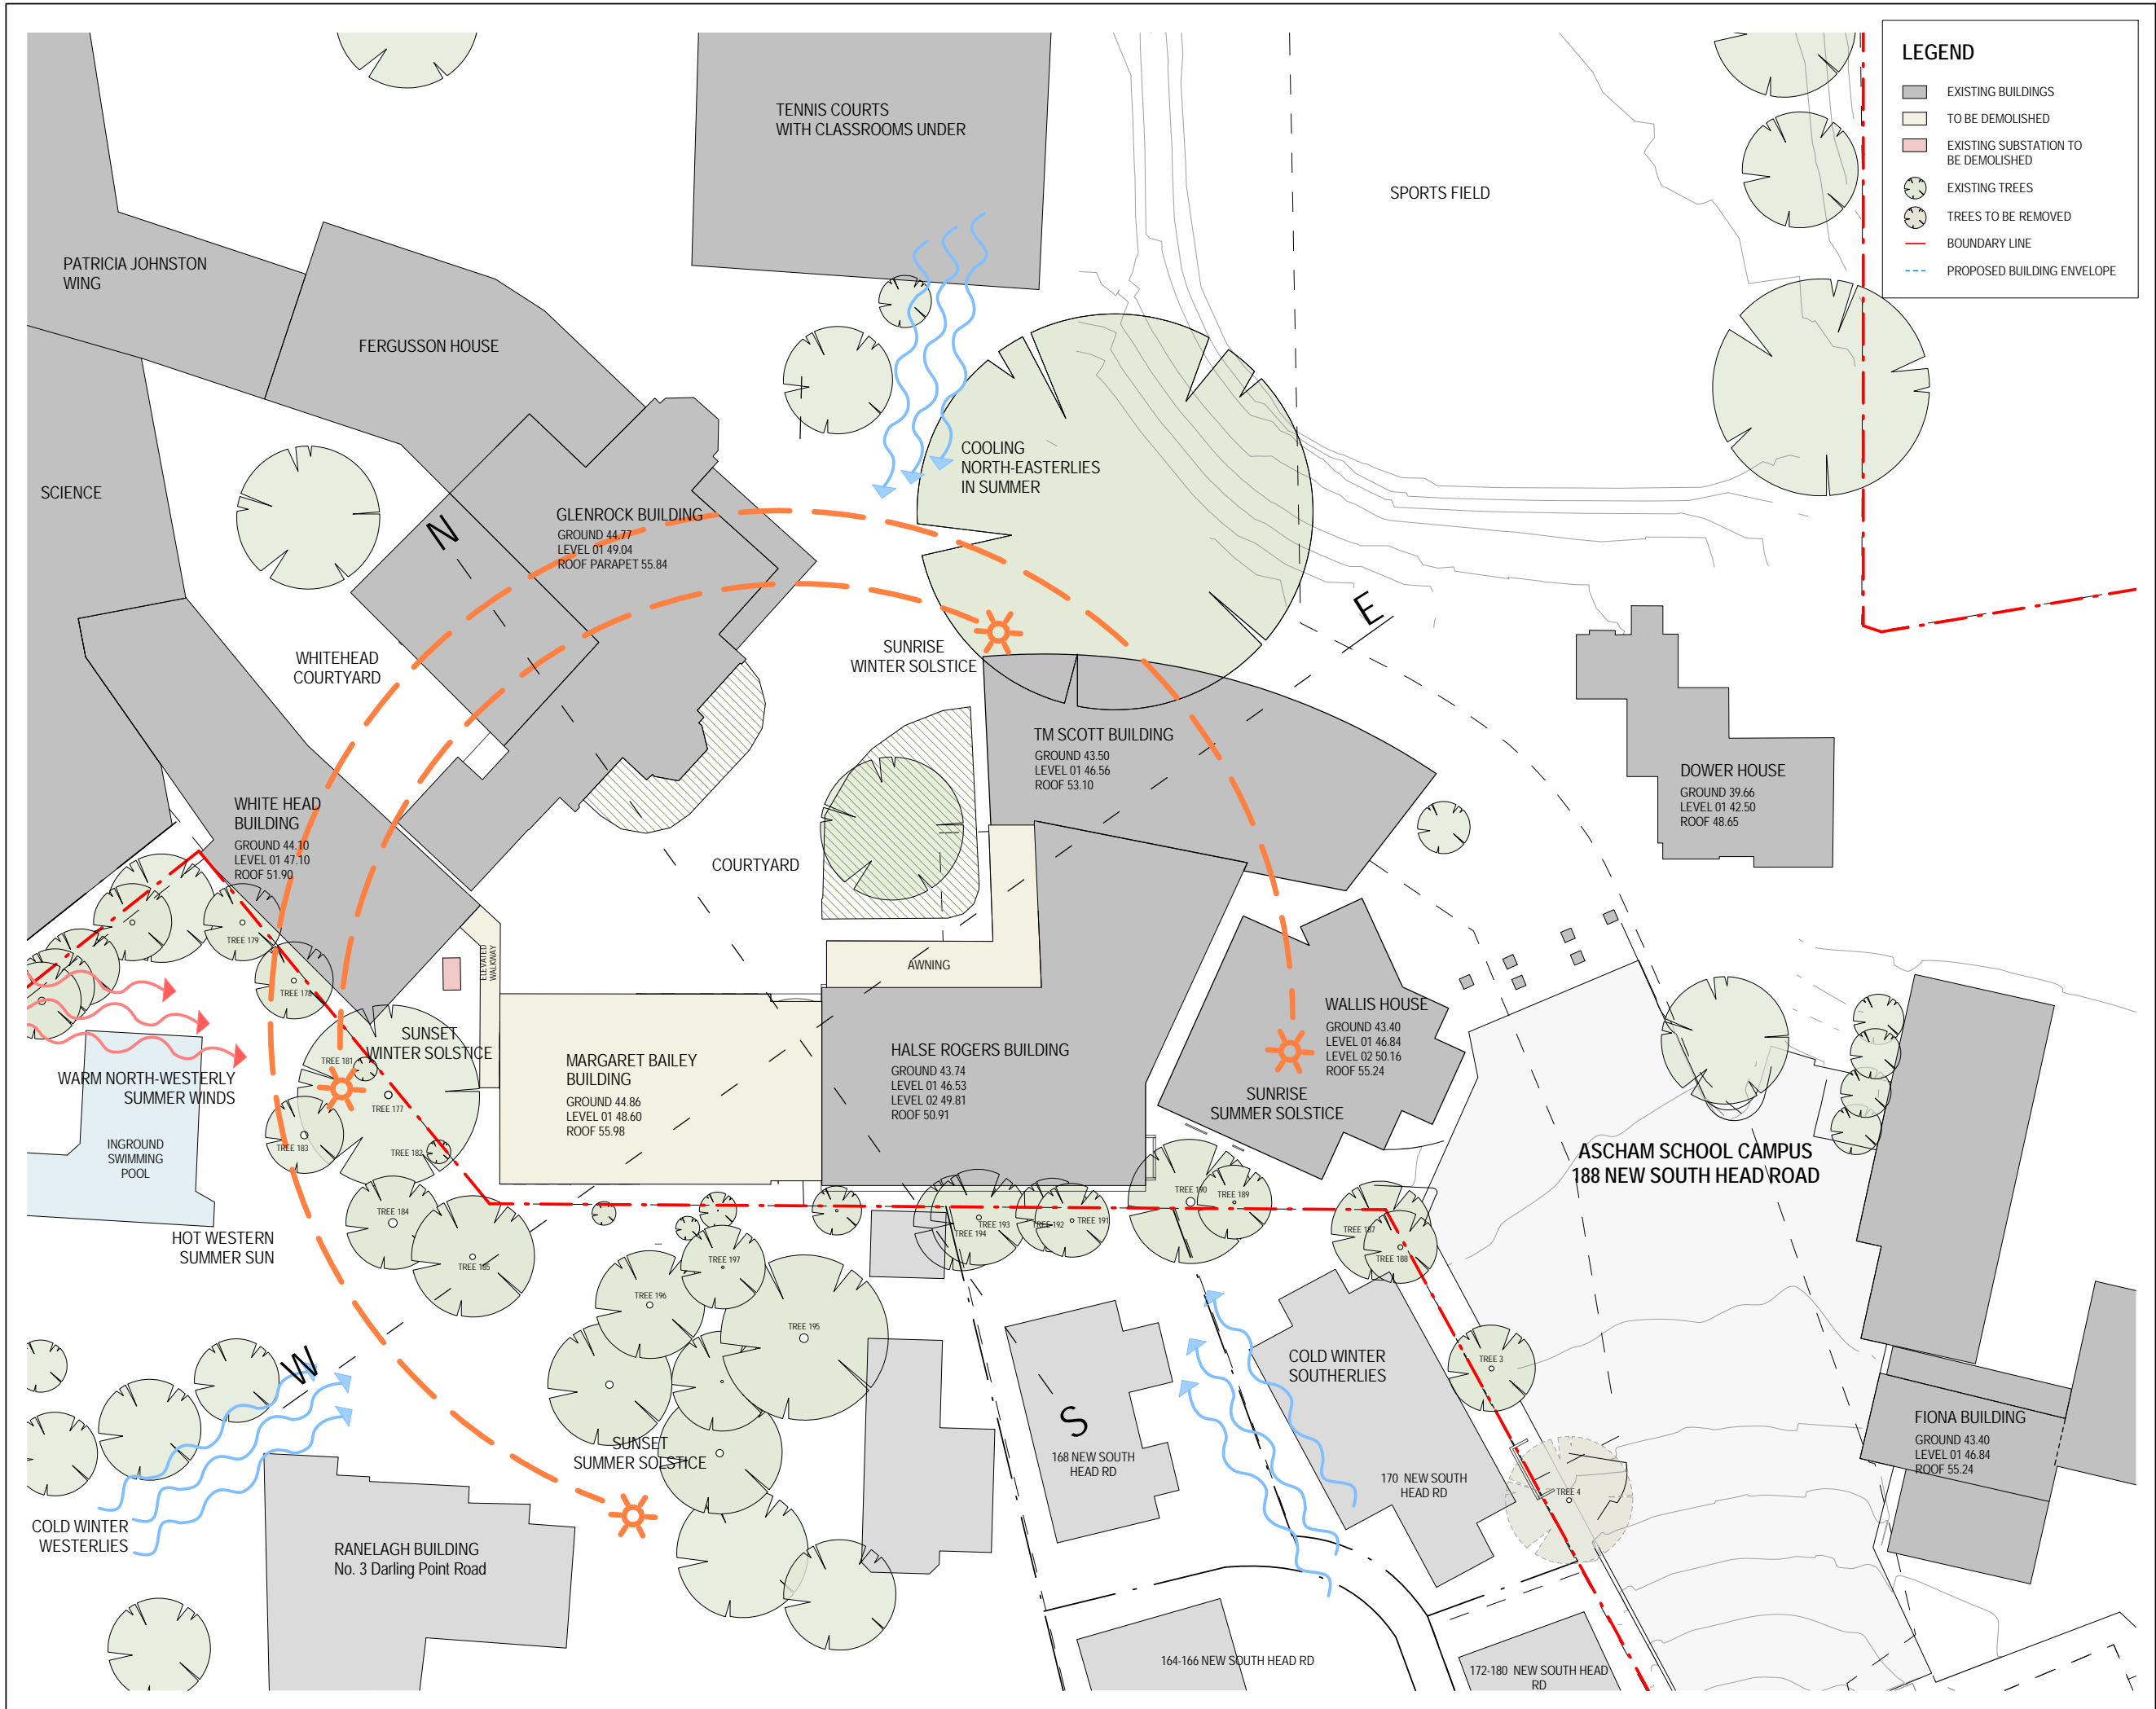 LEGEND
EXISTING BUILDINGS
TO BE DEMOLISHED
EXISTING SUBSTATION TO
BE DEMOLISHED
EXISTING TREES
TREES TO BE REMOVED
BOUNDARY LINE
PROPOSED BUILDING ENVELOPE
TENNIS COURTS
WITH CLASSROOMS UNDER
SPORTS FIELD
PATRICIA JOHNSTON
WING
FERGUSSON HOUSE
SCIENCE
COOLING
NORTH-EASTERLIES
IN SUMMER
N
GLENROCK BUILDING
GROUND 44.77
LEVEL 01 49.04
ROOF PARAPET 55.84
E
WHITEHEAD
COURTYARD
SUNRISE
WINTER SOLSTICE
TM SCOTT BUILDING
GROUND 43.50
LEVEL 01 46.56
ROOF 53.10
DOWER HOUSE
GROUND 39.66
LEVEL 01 42.50
ROOF 48.65
WHITE HEAD
BUILDING
GROUND 44.10
LEVEL 01 47.10
ROOF 51.90
COURTYARD
TREE 179
ELEVATED
WALKWAY
AWNING
TREE 178
WALLIS HOUSE
GROUND 43.40
LEVEL 01 46.84
LEVEL 02 50.16
ROOF 55.24
SUNSET
WINTER SOLSTICE
TREE 181
MARGARET BAILEY
BUILDING
GROUND 44.86
LEVEL 01 48.60
ROOF 55.98
HALSE ROGERS BUILDING
GROUND 43.74
LEVEL 01 46.53
LEVEL 02 49.81
ROOF 50.91
WARM NORTH-WESTERLY
SUMMER WINDS
TREE 177
SUNRISE
SUMMER SOLSTICE
INGROUND
SWIMMING
POOL
TREE 183
TREE 182
ASCHAM SCHOOL CAMPUS
188 NEW SOUTH HEAD ROAD
TREE 184
TREE 190
TREE 189
TREE 193
TREE 194
TREE 192
TREE 191
TREE 187
TREE 188
HOT WESTERN
SUMMER SUN
TREE 185
TREE 197
TREE 196
TREE 195
W
COLD WINTER
SOUTHERLIES
TREE 3
S
168 NEW SOUTH
HEAD RD
FIONA BUILDING
GROUND 43.40
LEVEL 01 46.84
ROOF 55.24
SUNSET
SUMMER SOLSTICE
170 NEW SOUTH
HEAD RD
TREE 4
COLD WINTER
WESTERLIES
RANELAGH BUILDING
No. 3 Darling Point Road
164-166 NEW SOUTH HEAD RD
172-180 NEW SOUTH HEAD
RD